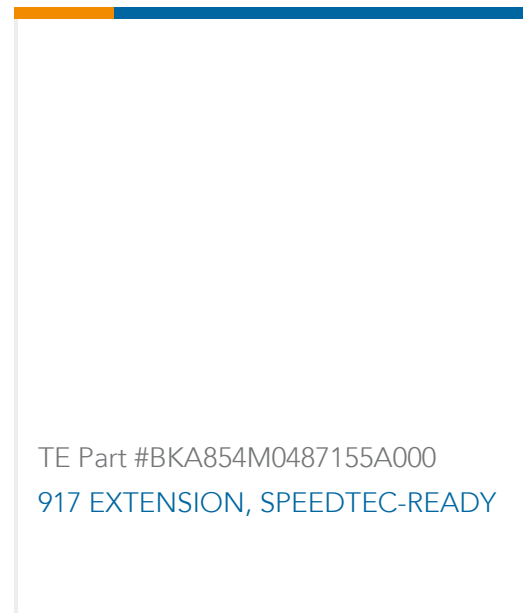 TE Part #BKA854M0487155A000
917 EXTENSION, SPEEDTEC-READY